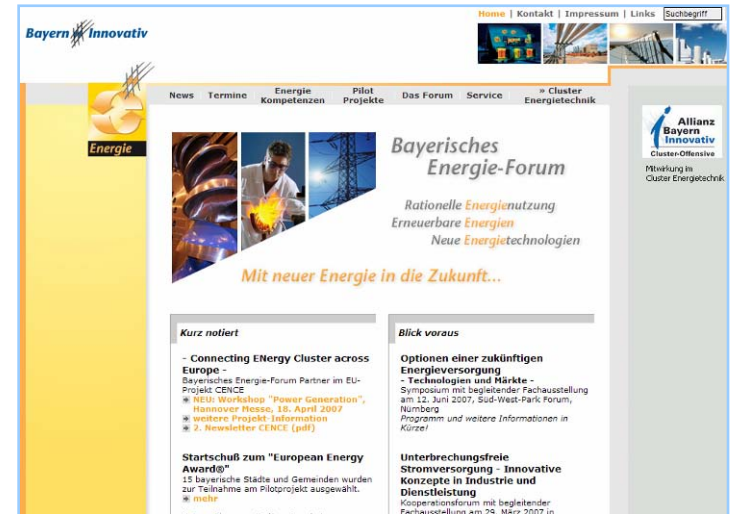 Home | Kontakt | Impressum | Links Suchbegriff
Bayern Innovativ
News Termine Energie Kompetenzen Pilot Projekte Das Forum Service » Cluster Energietechnik
Energie
Allianz
Bayern
Innovativ
Cluster-Offensive
Mitwirkung im
Cluster Energietechnik
Bayerisches
Energie-Forum
Rationelle Energienutzung
Erneuerbare Energien
Neue Energietechnologien
Mit neuer Energie in die Zukunft...
Kurz notiert
- Connecting ENergy Cluster across
Europe -
Bayerisches Energie-Forum Partner im EU-
Projekt CENCE
NEU: Workshop "Power Generation",
Hannover Messe, 18. April 2007
weitere Projekt-Information
2. Newsletter CENCE (pdf)
Startschuß zum "European Energy
Award®"
15 bayerische Städte und Gemeinden wurden
zur Teilnahme am Pilotprojekt ausgewählt.
mehr
Blick voraus
Optionen einer zukünftigen
Energieversorgung
- Technologien und Märkte -
Symposium mit begleitender Fachausstellung
am 12. Juni 2007, Süd-West-Park Forum,
Nürnberg
Programm und weitere Informationen in
Kürze!
Unterbrechungsfreie
Stromversorgung - Innovative
Konzepte in Industrie und
Dienstleistung
Kooperationsforum mit begleitender
Fachausstellung am 29. März 2007 in